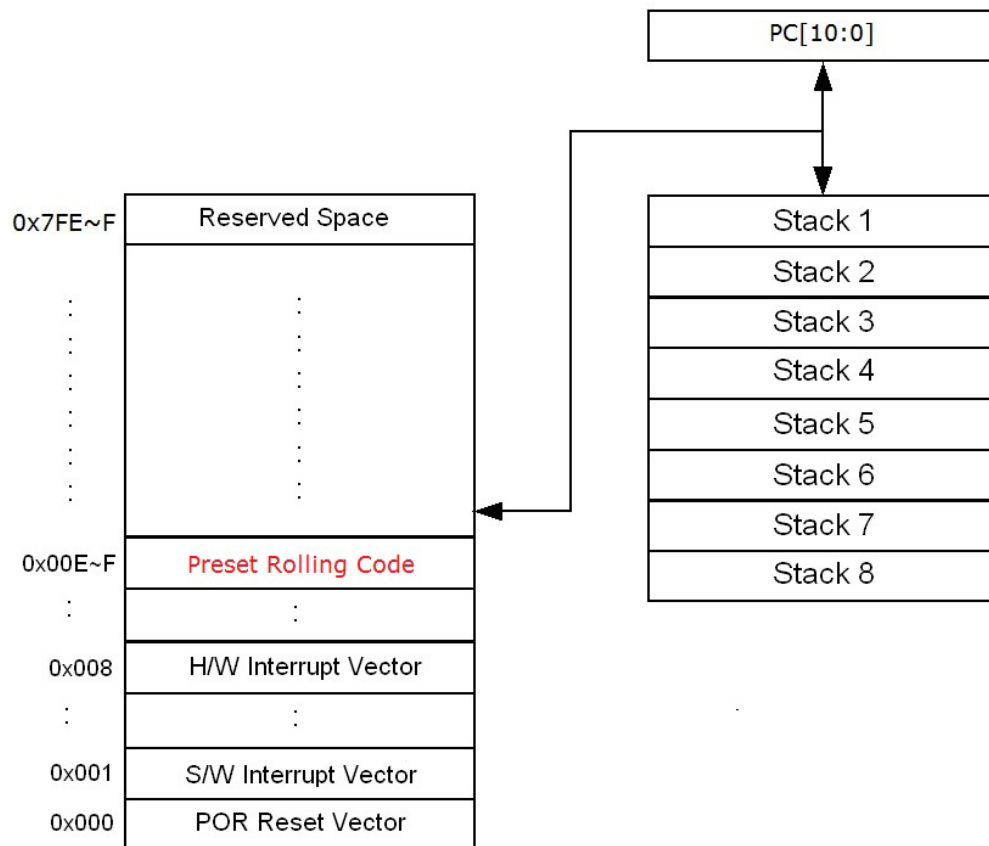 PC[10:0]
0x7FE~F Reserved Space
Stack 1
Stack 2
Stack 3
Stack 4
Stack 5
Stack 6
Stack 7
Stack 8
0x00E~F Preset Rolling Code
0x008 H/W Interrupt Vector
0x001 S/W Interrupt Vector
0x000 POR Reset Vector